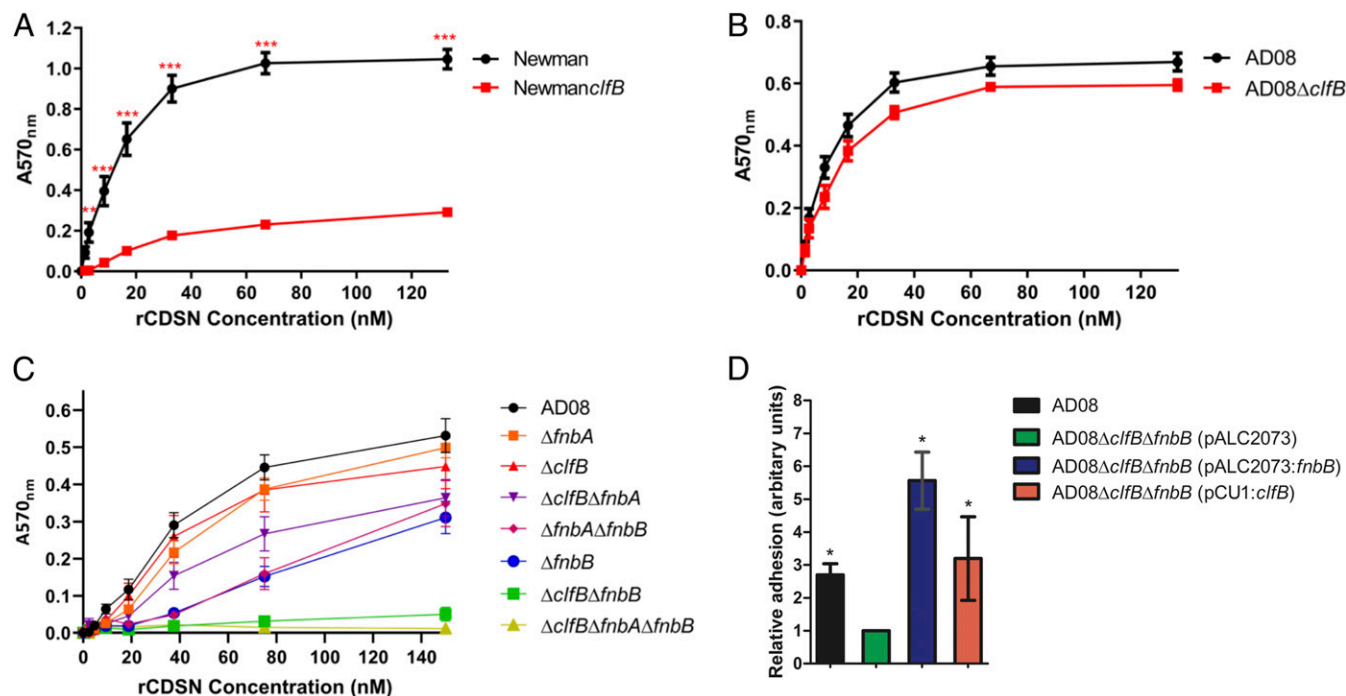 A
A570nm
1.2
1.0
0.8
0.6
0.4
0.2
0.0
**
***
***
***
***
***
0 20 40 60 80 100 120
rCDSN Concentration (nM)
Newman
NewmanclfB
B
A570nm
0.8
0.6
0.4
0.2
0.0
0 20 40 60 80 100 120
rCDSN Concentration (nM)
AD08
AD08ΔclfB
C
A570nm
0.6
0.5
0.4
0.3
0.2
0.1
0.0
0 20 40 60 80 100 120 140
rCDSN Concentration (nM)
AD08
ΔfnbA
ΔclfB
ΔclfBΔfnbA
ΔfnbAΔfnbB
ΔfnbB
ΔclfBΔfnbB
ΔclfBΔfnbAΔfnbB
D
Relative adhesion (arbitrary units)
8
7
6
5
4
3
2
1
0
*
*
*
AD08
AD08ΔclfBΔfnbB (pALC2073)
AD08ΔclfBΔfnbB (pALC2073:fnbB)
AD08ΔclfBΔfnbB (pCU1:clfB)